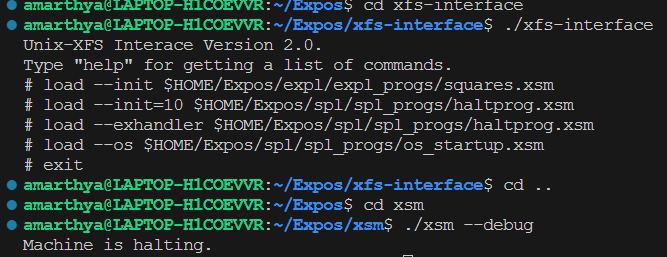 amarthya@LAPTOP-H1COEVVR:~/Expos$ cd xfs-interface
amarthya@LAPTOP-H1COEVVR:~/Expos/xfs-interface$ ./xfs-interface
Unix-XFS Interace Version 2.0.
Type "help" for getting a list of commands.
# load --init $HOME/Expos/expl/expl_progs/squares.xsm
# load --init=10 $HOME/Expos/spl/spl_progs/haltprog.xsm
# load --exhandler $HOME/Expos/spl/spl_progs/haltprog.xsm
# load --os $HOME/Expos/spl/spl_progs/os_startup.xsm
# exit
amarthya@LAPTOP-H1COEVVR:~/Expos/xfs-interface$ cd ..
amarthya@LAPTOP-H1COEVVR:~/Expos$ cd xsm
amarthya@LAPTOP-H1COEVVR:~/Expos/xsm$ ./xsm --debug
Machine is halting.